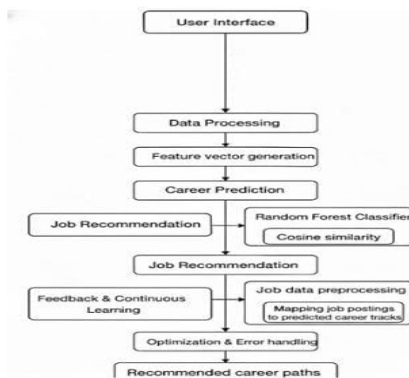 User Interface
Data Processing
Feature vector generation
Career Prediction
Job Recommendation
Random Forest Classifier
Cosine similarity
Job Recommendation
Feedback & Continuous
Learning
Job data preprocessing
Mapping job postings
to predicted career tracks
Optimization & Error handling
Recommended career paths